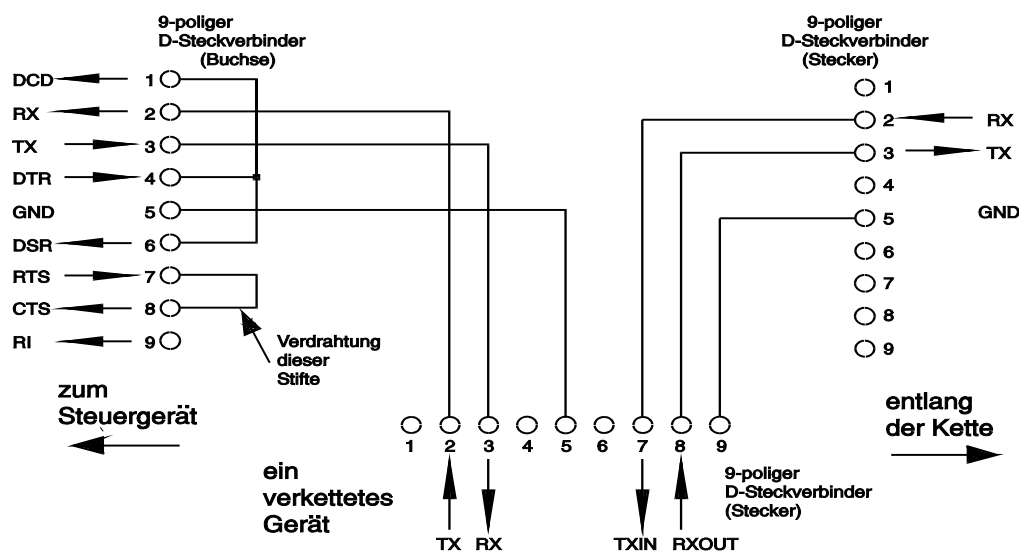 9-poliger
D-Steckverbinder
(Buchse)
DCD 1
RX 2
TX 3
DTR 4
GND 5
DSR 6
RTS 7
CTS 8
RI 9
Verdrahtung
dieser
Stifte
zum
Steuergerät
9-poliger
D-Steckverbinder
(Stecker)
1
2 RX
3 TX
4
5 GND
6
7
8
9
entlang
der Kette
1 2 3 4 5 6 7 8 9
ein
verkettetes
Gerät
9-poliger
D-Steckverbinder
(Stecker)
TX RX TXIN RXOUT